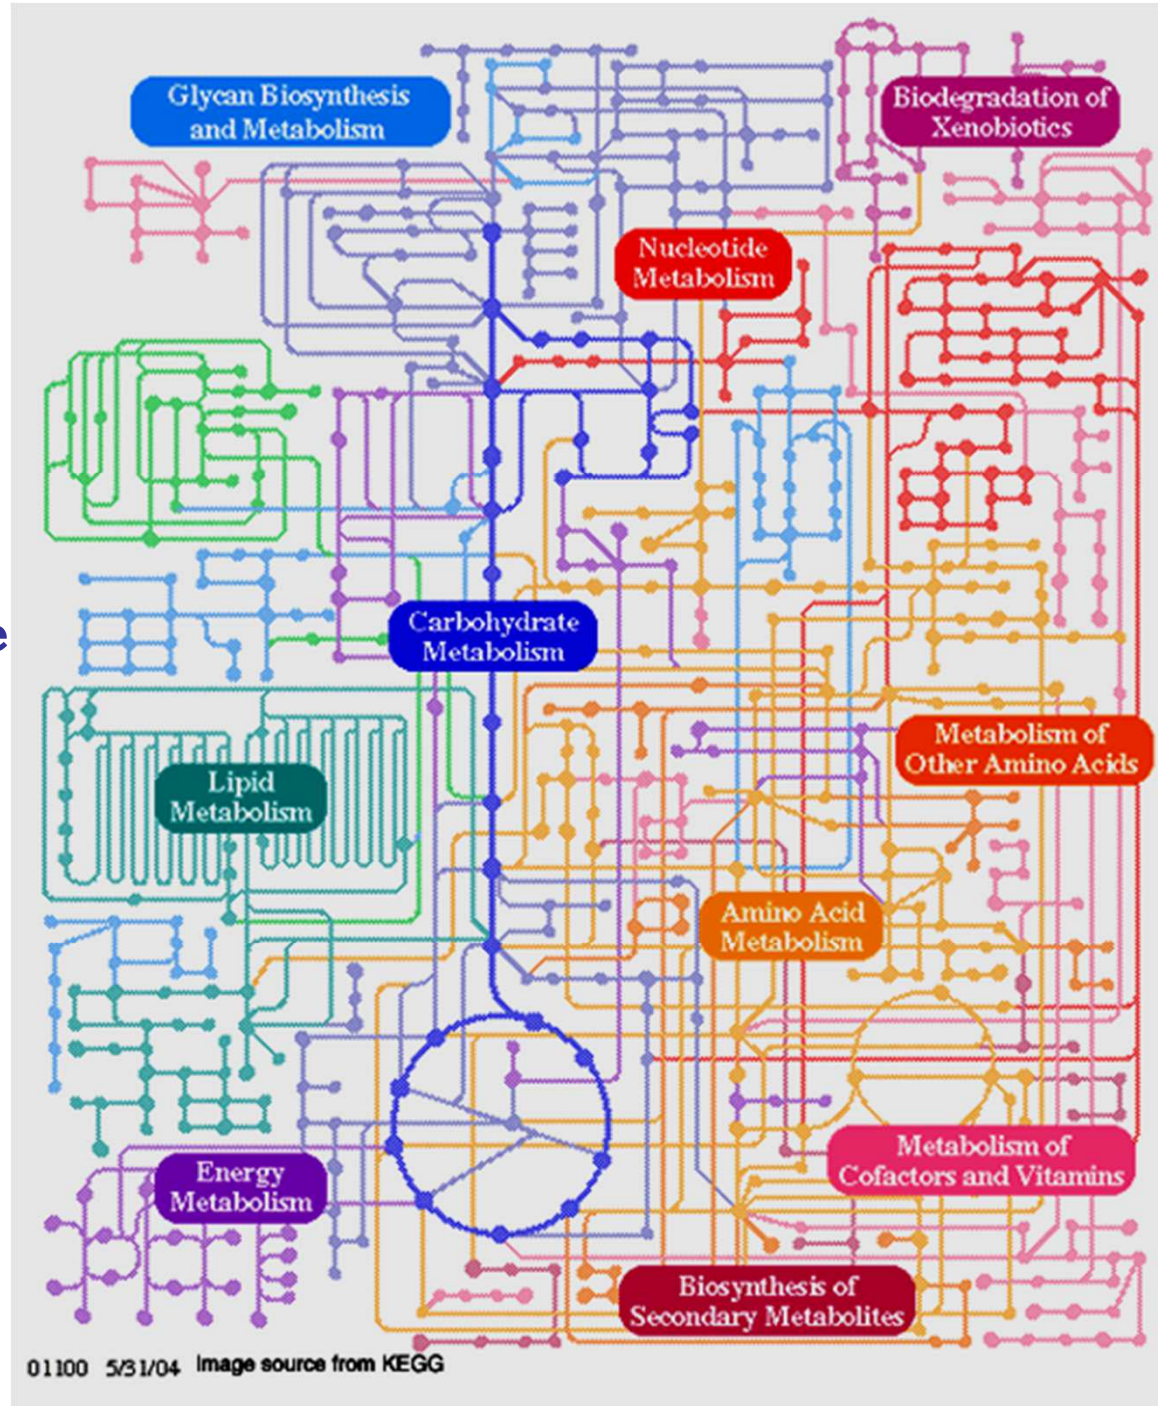 Glycan Biosynthesis
and Metabolism
Biodegradation of
Xenobiotics
Nucleotide
Metabolism
e
Carbohydrate
Metabolism
Metabolism of
Other Amino Acids
Lipid
Metabolism
Amino Acid
Metabolism
Metabolism of
Cofactors and Vitamins
Energy
Metabolism
Biosynthesis of
Secondary Metabolites
01100 5/31/04 Image source from KEGG